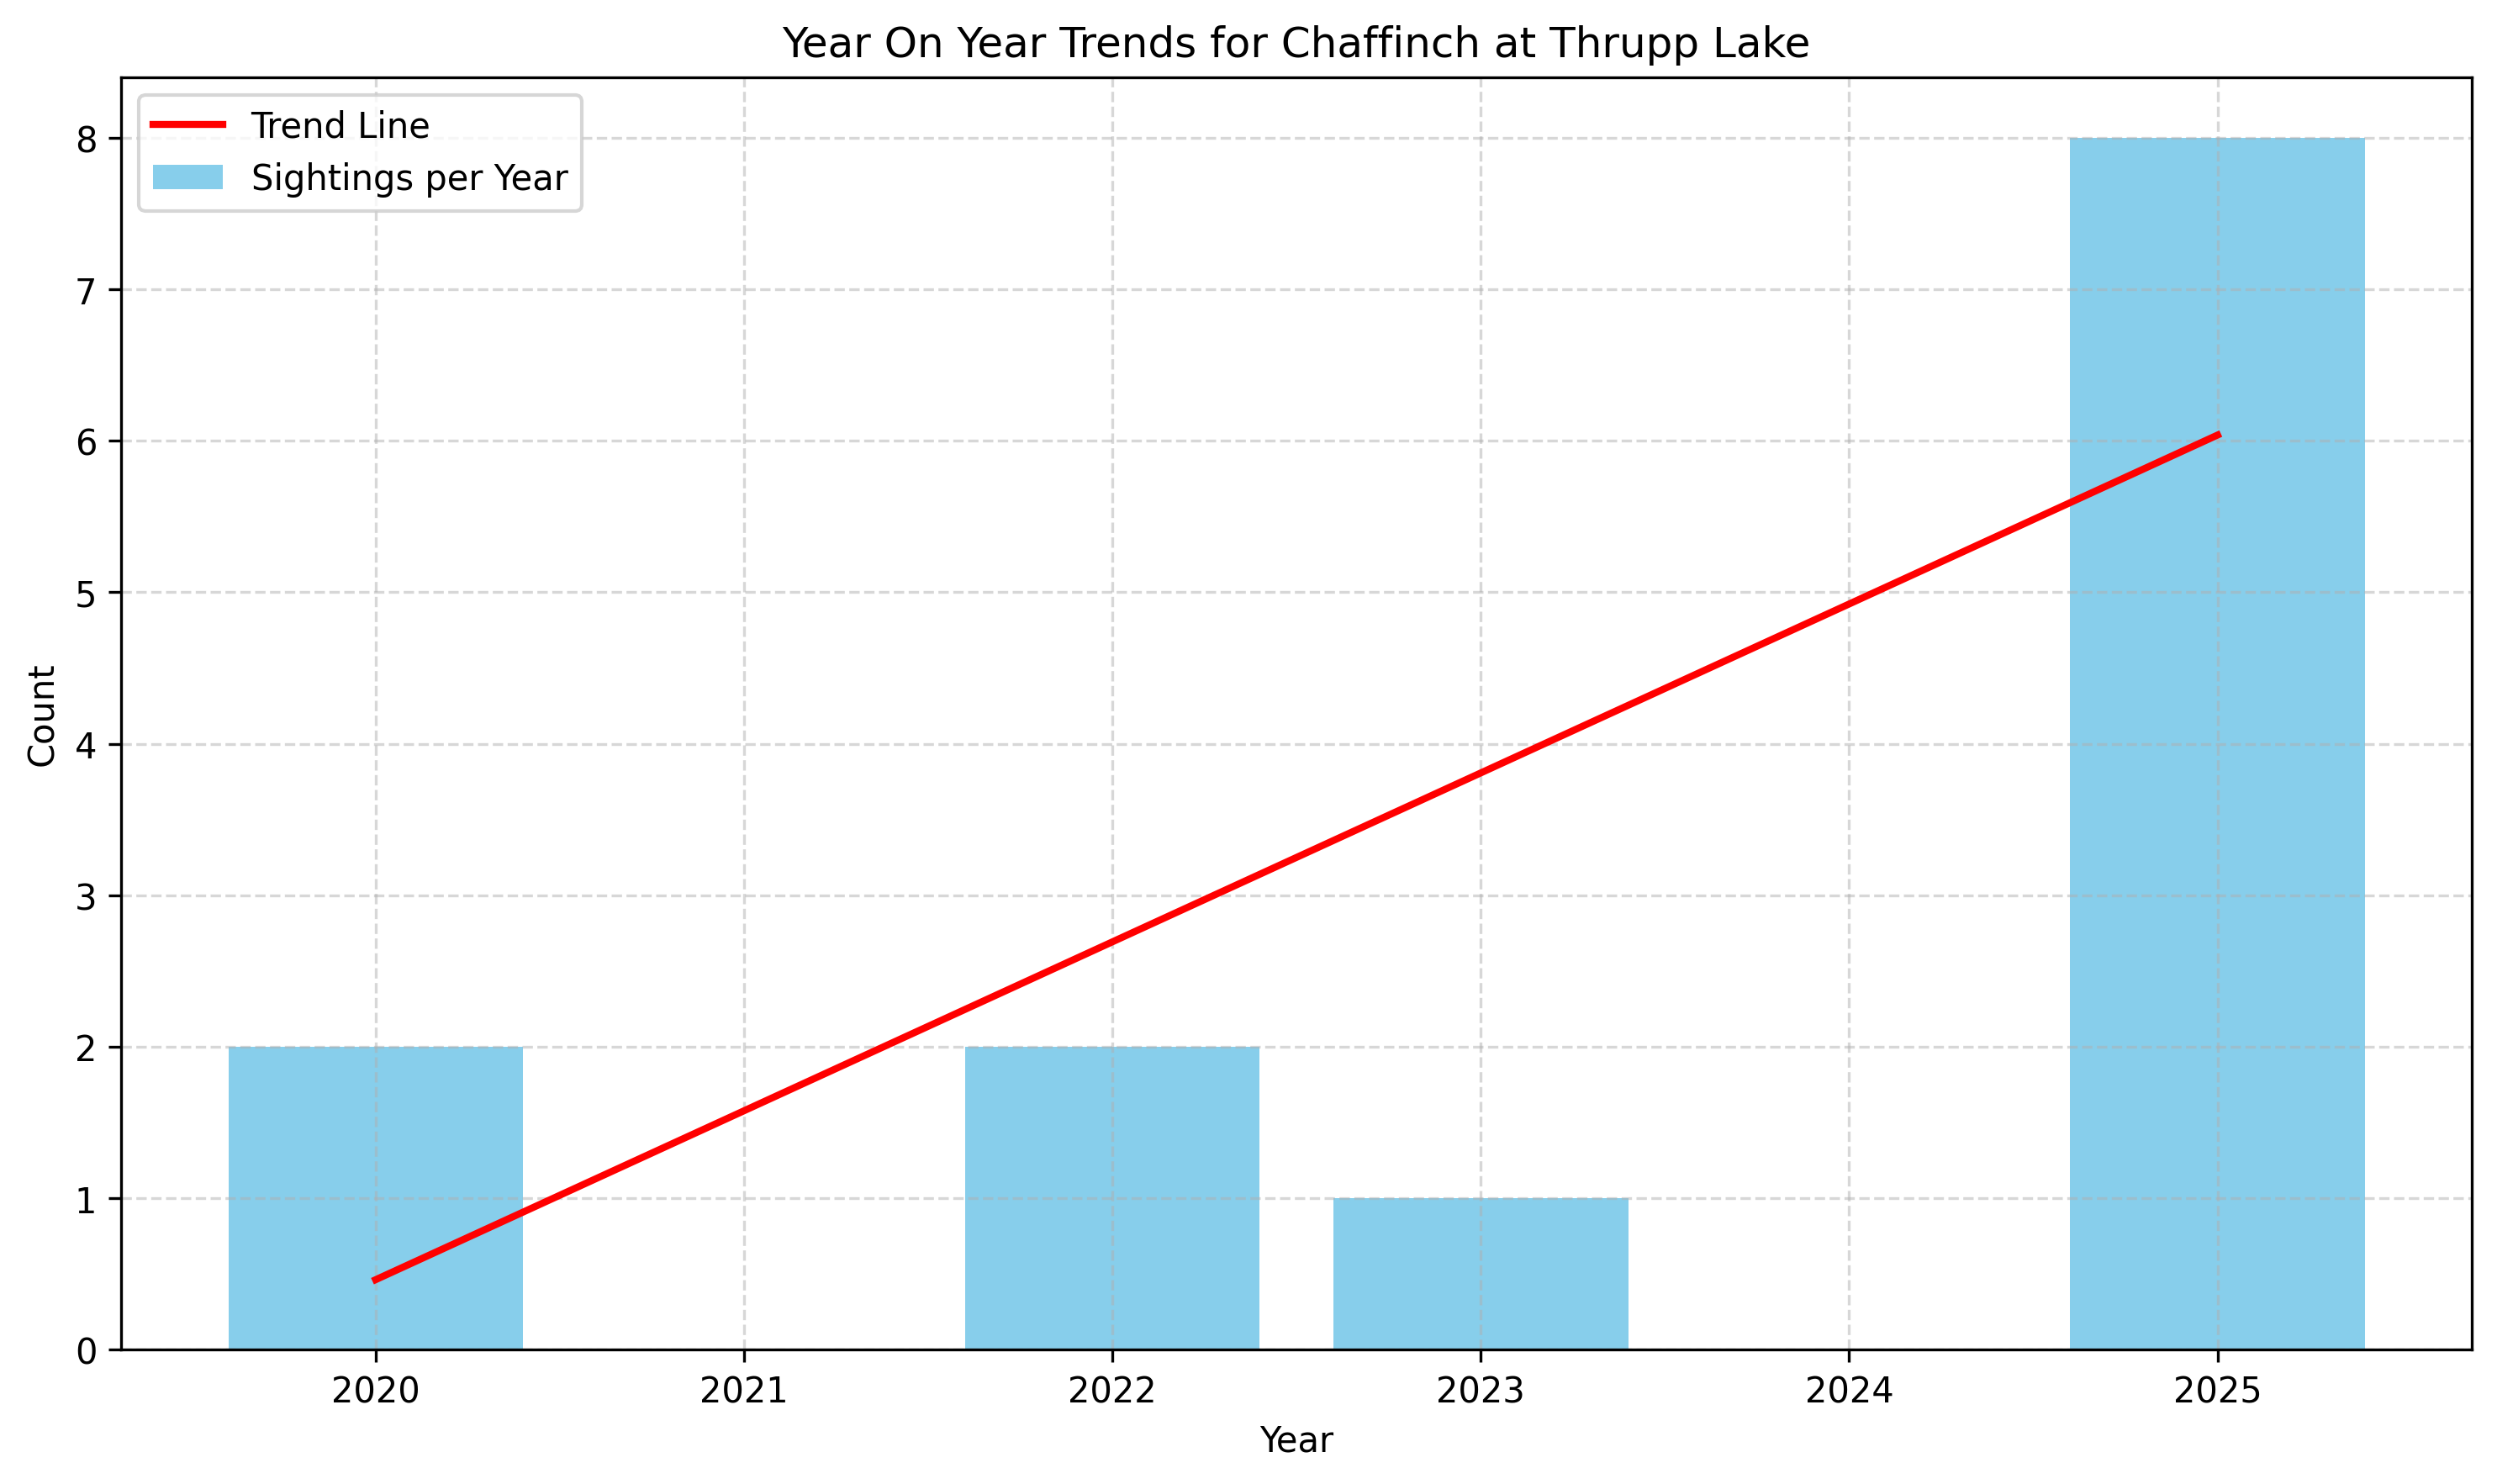 Year On Year Trends for Chaffinch at Thrupp Lake
Trend Line
Sightings per Year
8
7
6
5
4
3
2
1
0
Count
2020 2021 2022 2023 2024 2025
Year